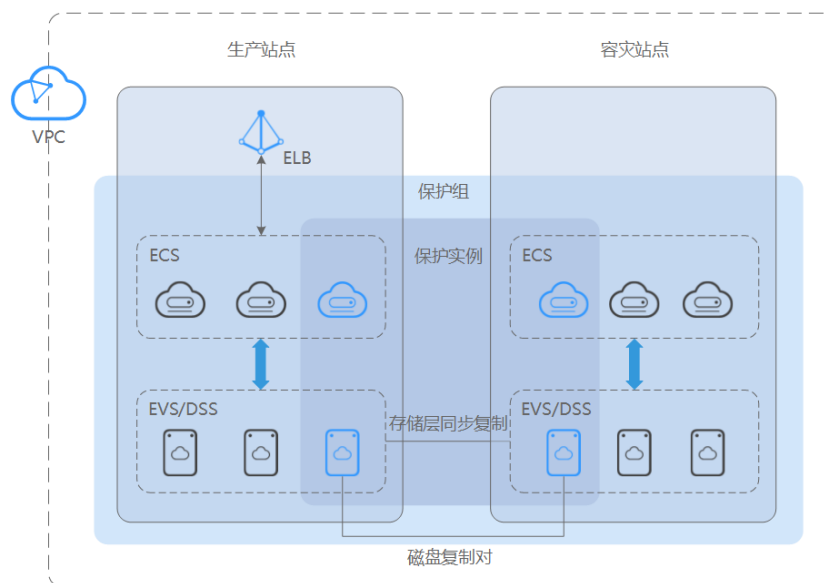 生产站点
容灾站点
VPC
ELB
保护组
保护实例
ECS
ECS
EVS/DSS
存储层同步复制
EVS/DSS
磁盘复制对